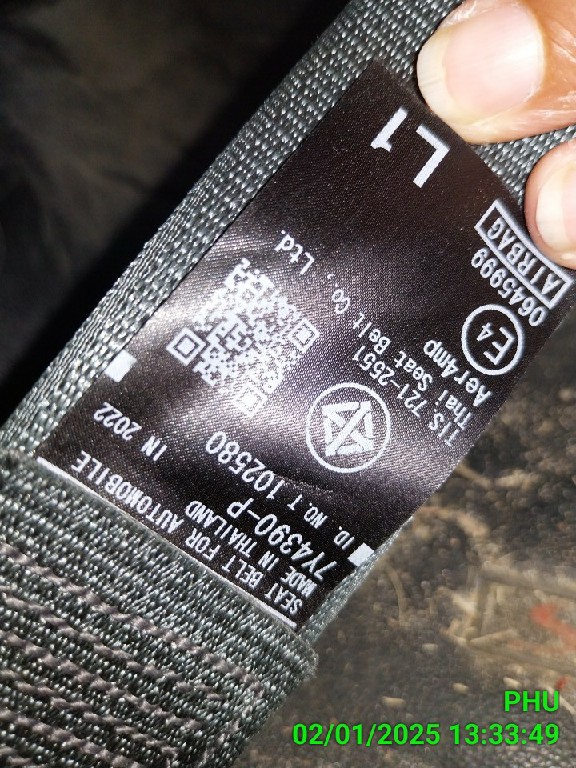 SEAT BELT FOR AUTOMOBILE
MADE IN THAILAND IN 2022
7Y4390-P
ID. NO. T 102580
TIS 721-2551
Thai Seat Belt Co., Ltd.
Aer4mp
E4
0645999
AIRBAG
L1
PHU
02/01/2025 13:33:49